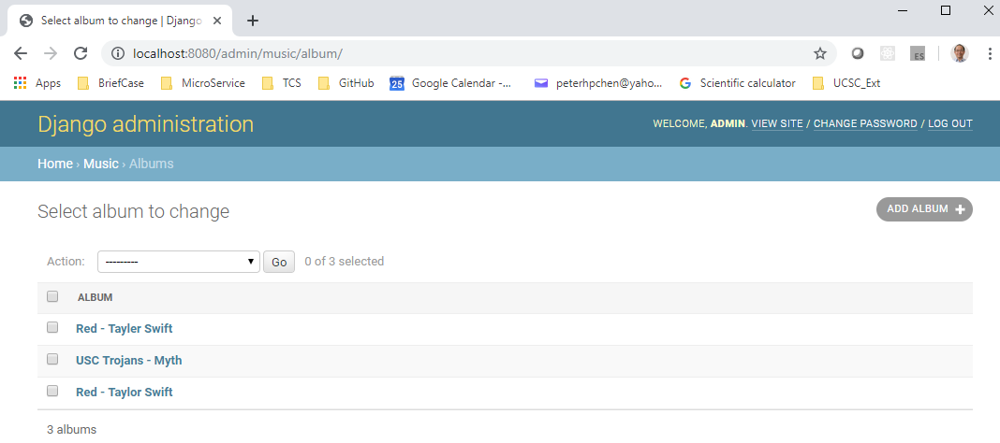 Select album to change | Django
localhost:8080/admin/music/album/
ES
Apps BriefCase MicroService TCS GitHub 25 Google Calendar -... peterhpchen@yaho... Scientific calculator UCSC_Ext
Django administration WELCOME, ADMIN. VIEW SITE / CHANGE PASSWORD / LOG OUT
Home › Music › Albums
Select album to change ADD ALBUM +
Action: --------- Go 0 of 3 selected
ALBUM
Red - Tayler Swift
USC Trojans - Myth
Red - Taylor Swift
3 albums